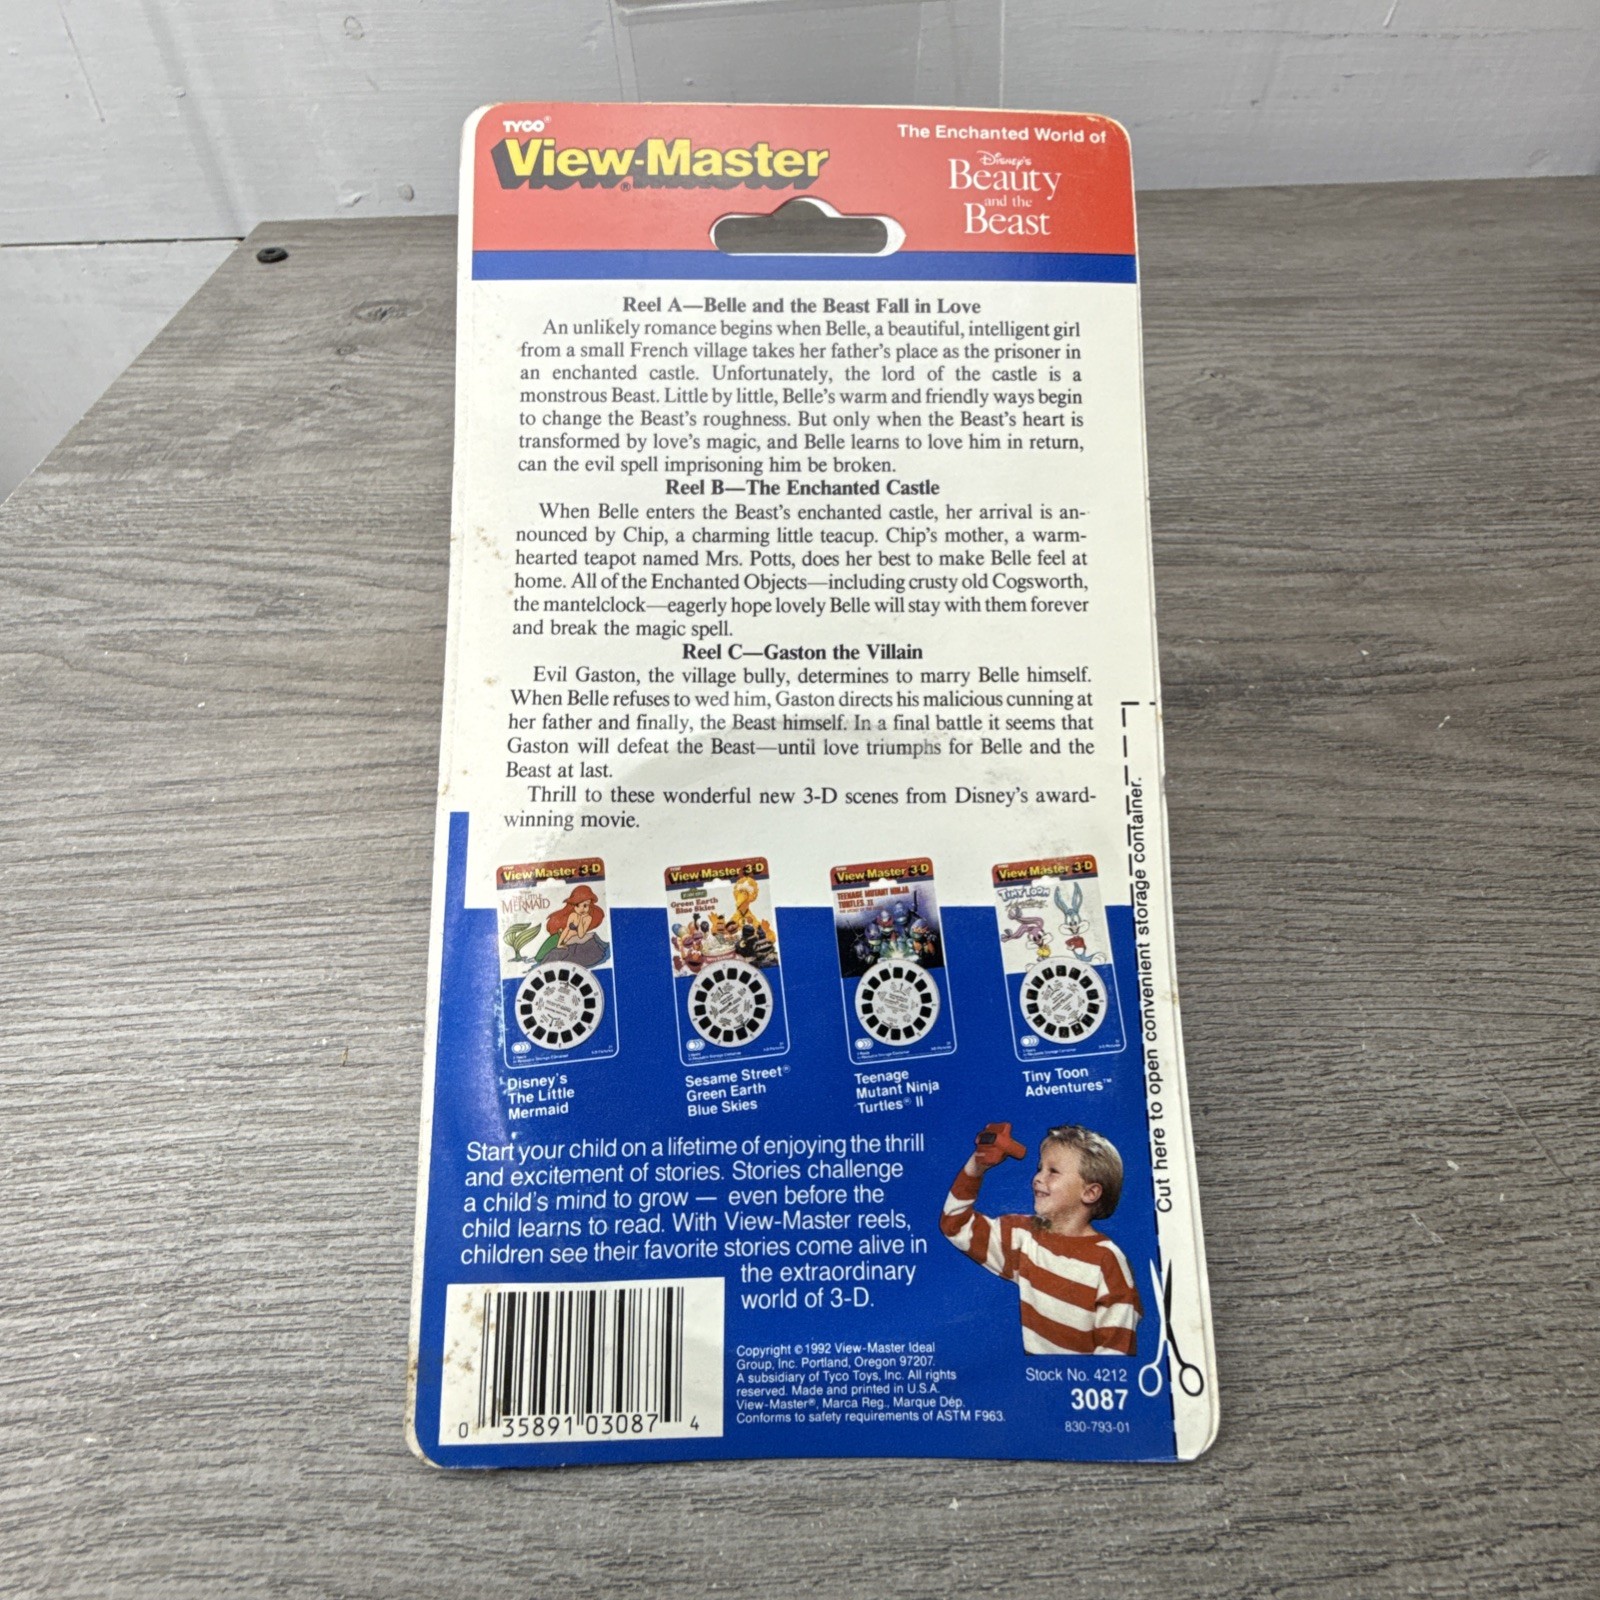 TYCO®
View-Master®
The Enchanted World of
Disney's
Beauty
and the
Beast
Reel A—Belle and the Beast Fall in Love
An unlikely romance begins when Belle, a beautiful, intelligent girl
from a small French village takes her father's place as the prisoner in
an enchanted castle. Unfortunately, the lord of the castle is a
monstrous Beast. Little by little, Belle's warm and friendly ways begin
to change the Beast's roughness. But only when the Beast's heart is
transformed by love's magic, and Belle learns to love him in return,
can the evil spell imprisoning him be broken.
Reel B—The Enchanted Castle
When Belle enters the Beast's enchanted castle, her arrival is an-
nounced by Chip, a charming little teacup. Chip's mother, a warm-
hearted teapot named Mrs. Potts, does her best to make Belle feel at
home. All of the Enchanted Objects—including crusty old Cogsworth,
the mantelclock—eagerly hope lovely Belle will stay with them forever
and break the magic spell.
Reel C—Gaston the Villain
Evil Gaston, the village bully, determines to marry Belle himself.
When Belle refuses to wed him, Gaston directs his malicious cunning at
her father and finally, the Beast himself. In a final battle it seems that
Gaston will defeat the Beast—until love triumphs for Belle and the
Beast at last.
Thrill to these wonderful new 3-D scenes from Disney's award-
winning movie.
View-Master 3-D
MERMAID
View-Master 3-D
Green Earth
Blue Skies
View-Master 3-D
TEENAGE MUTANT NINJA
TURTLES II
View-Master 3-D
TINY TOON
Adventures
Disney's
The Little
Mermaid
Sesame Street®
Green Earth
Blue Skies
Teenage
Mutant Ninja
Turtles® II
Tiny Toon
Adventures™
Cut here to open convenient storage container.
Start your child on a lifetime of enjoying the thrill
and excitement of stories. Stories challenge
a child's mind to grow — even before the
child learns to read. With View-Master reels,
children see their favorite stories come alive in
the extraordinary
world of 3-D.
Copyright ©1992 View-Master Ideal
Group, Inc. Portland, Oregon 97207.
A subsidiary of Tyco Toys, Inc. All rights
reserved. Made and printed in U.S.A.
View-Master®, Marca Reg., Marque Dép.
Conforms to safety requirements of ASTM F963.
Stock No. 4212
3087
830-793-01
0 35891 03087 4